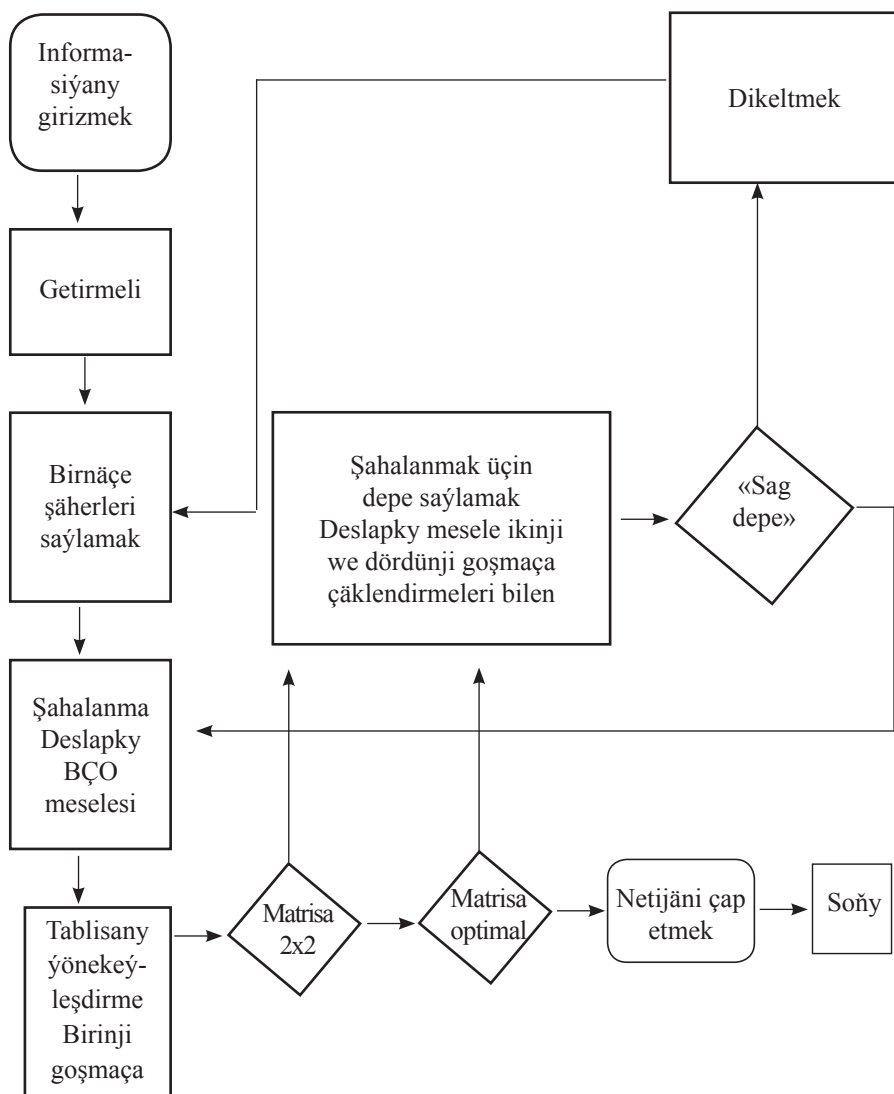 Informa-
siýany
girizmek
Dikeltmek
Getirmeli
Birnäçe
şäherleri
saýlamak
Şahalanmak üçin
depe saýlamak
Deslapky mesele ikinji
we dördünji goşmaça
çäklendirmeleri bilen
«Sag
depe»
Şahalanma
Deslapky
BÇO
meselesi
Tablisany
ýönekeý-
leşdirme
Birinji
goşmaça
Matrisa
2x2
Matrisa
optimal
Netijäni çap
etmek
Soňy